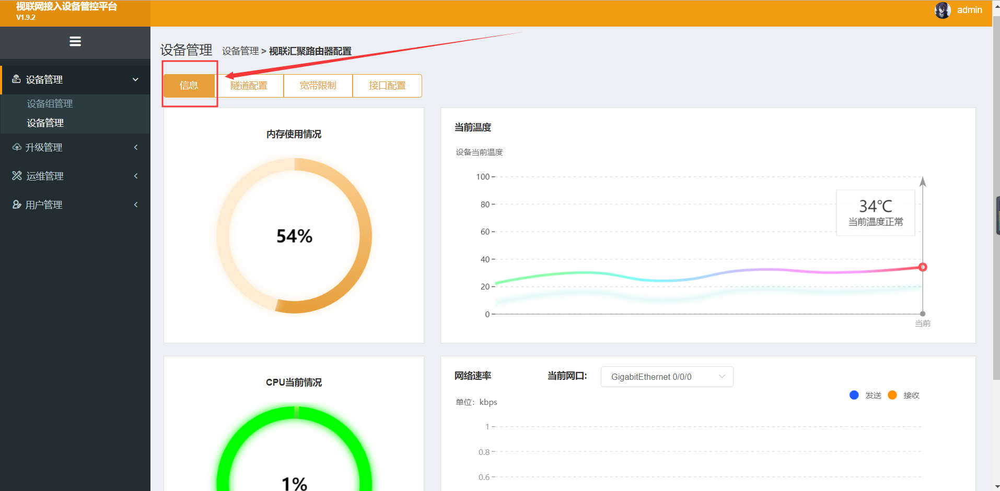 视联网接入设备管控平台
V1.9.2
admin
设备管理
设备组管理
设备管理
升级管理
运维管理
用户管理
设备管理 设备管理 > 视联汇聚路由器配置
信息 隧道配置 宽带限制 接口配置
内存使用情况
54%
当前温度
设备当前温度
100
80
60
40
20
0
34℃
当前温度正常
当前
CPU当前情况
1%
网络速率 当前网口: GigabitEthernet 0/0/0
发送 接收
单位: kbps
1
0.8
0.6